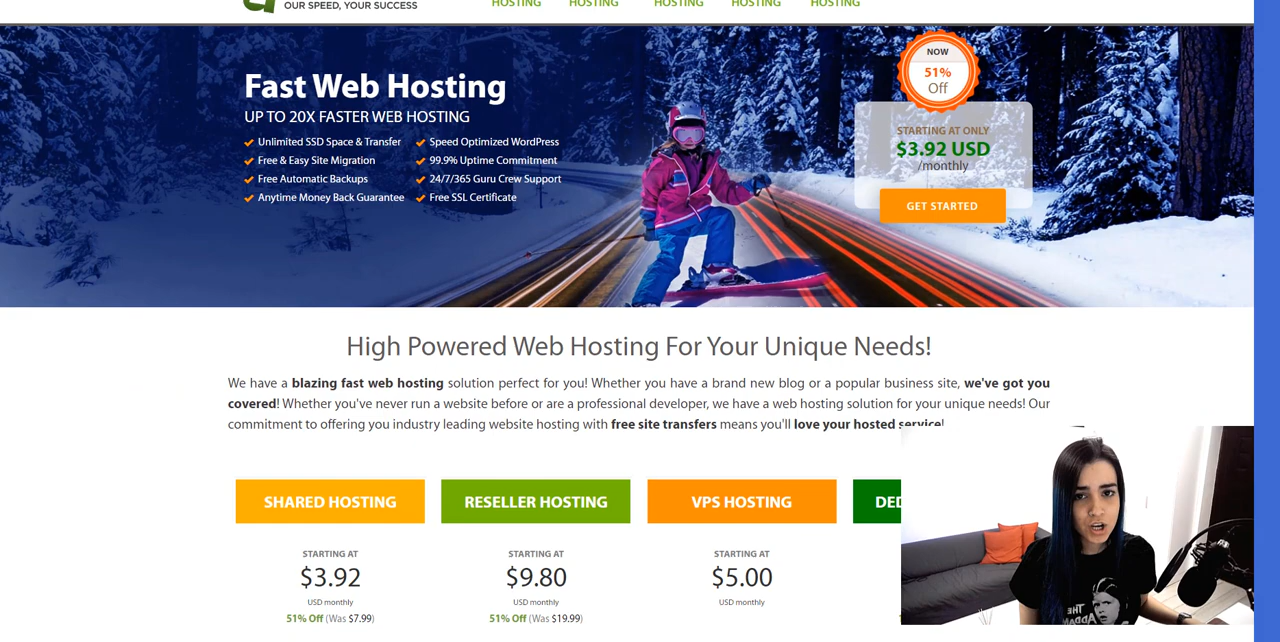 OUR SPEED, YOUR SUCCESS
HOSTING HOSTING HOSTING HOSTING HOSTING
Fast Web Hosting
UP TO 20X FASTER WEB HOSTING
Unlimited SSD Space & Transfer
Free & Easy Site Migration
Free Automatic Backups
Anytime Money Back Guarantee
Speed Optimized WordPress
99.9% Uptime Commitment
24/7/365 Guru Crew Support
Free SSL Certificate
NOW
51%
Off
STARTING AT ONLY
$3.92 USD
/monthly
GET STARTED
High Powered Web Hosting For Your Unique Needs!
We have a blazing fast web hosting solution perfect for you! Whether you have a brand new blog or a popular business site, we've got you
covered! Whether you've never run a website before or are a professional developer, we have a web hosting solution for your unique needs! Our
commitment to offering you industry leading website hosting with free site transfers means you'll love your hosted service!
SHARED HOSTING
STARTING AT
$3.92
USD monthly
51% Off (Was $7.99)
RESELLER HOSTING
STARTING AT
$9.80
USD monthly
51% Off (Was $19.99)
VPS HOSTING
STARTING AT
$5.00
USD monthly
DED